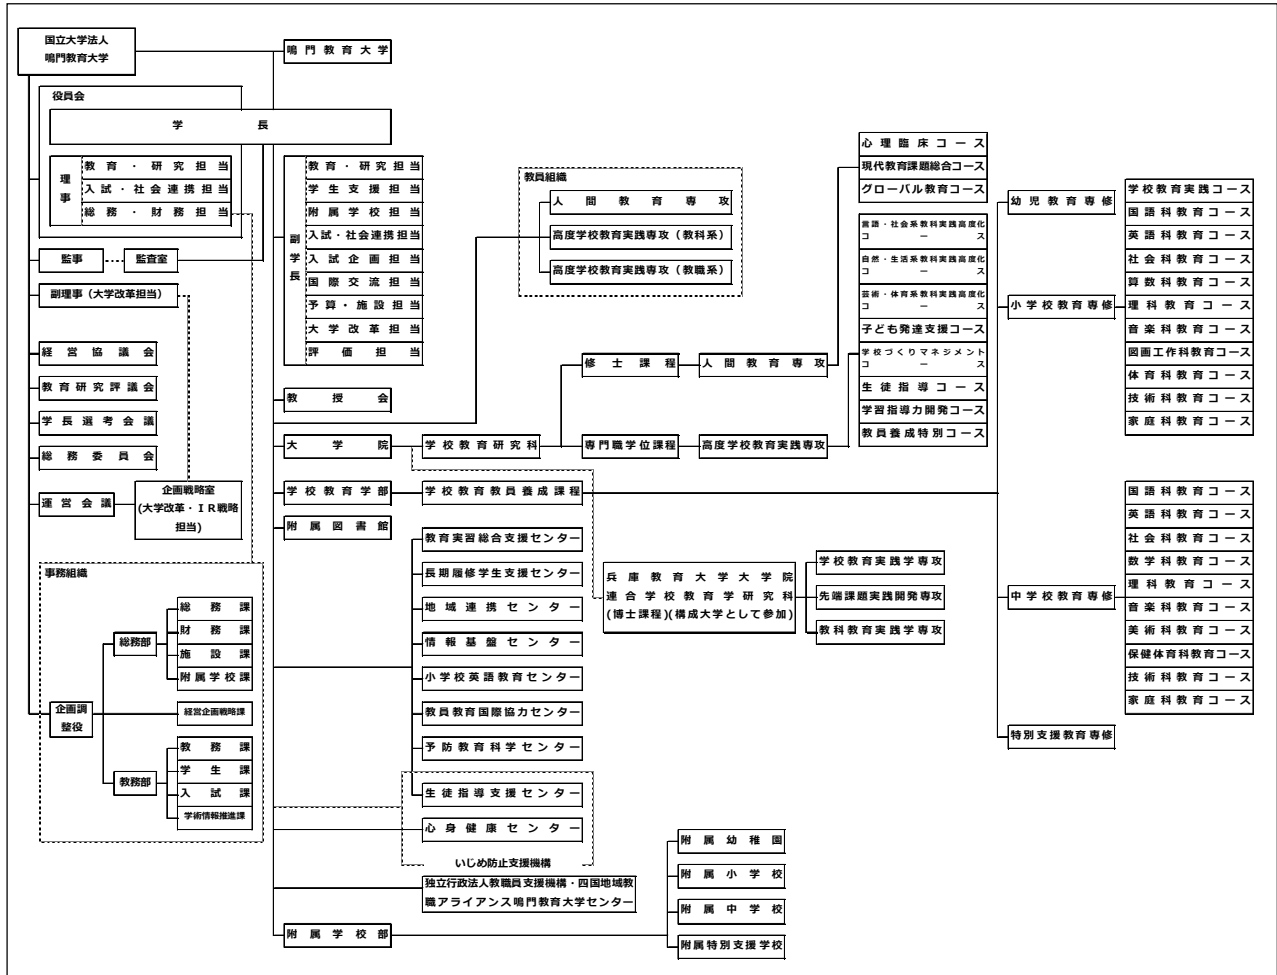 国立大学法人
鳴門教育大学
鳴門教育大学
役員会
学長
理事
教育・研究担当
入試・社会連携担当
総務・財務担当
監事
監査室
副理事(大学改革担当)
経営協議会
教育研究評議会
学長選考会議
総務委員会
運営会議
企画戦略室
(大学改革・IR戦略
担当)
事務組織
企画調
整役
総務部
総務課
財務課
施設課
附属学校課
経営企画戦略課
教務部
教務課
学生課
入試課
学術情報推進課
副学長
教育・研究担当
学生支援担当
附属学校担当
入試・社会連携担当
入試企画担当
国際交流担当
予算・施設担当
大学改革担当
評価担当
教授会
大学院
学校教育学部
附属図書館
教員組織
人間教育専攻
高度学校教育実践専攻(教科系)
高度学校教育実践専攻(教職系)
学校教育研究科
修士課程
人間教育専攻
専門職学位課程
高度学校教育実践専攻
心理臨床コース
現代教育課題総合コース
グローバル教育コース
言語・社会系教科実践高度化
コース
自然・生活系教科実践高度化
コース
芸術・体育系教科実践高度化
コース
子ども発達支援コース
学校づくりマネジメント
コース
生徒指導コース
学習指導力開発コース
教員養成特別コース
学校教育教員養成課程
幼児教育専修
小学校教育専修
学校教育実践コース
国語科教育コース
英語科教育コース
社会科教育コース
算数科教育コース
理科教育コース
音楽科教育コース
図画工作科教育コース
体育科教育コース
技術科教育コース
家庭科教育コース
中学校教育専修
国語科教育コース
英語科教育コース
社会科教育コース
数学科教育コース
理科教育コース
音楽科教育コース
美術科教育コース
保健体育科教育コース
技術科教育コース
家庭科教育コース
特別支援教育専修
教育実習総合支援センター
長期履修学生支援センター
地域連携センター
情報基盤センター
小学校英語教育センター
教員教育国際協力センター
予防教育科学センター
生徒指導支援センター
心身健康センター
いじめ防止支援機構
兵庫教育大学大学院
連合学校教育学研究科
(博士課程)(構成大学として参加)
学校教育実践学専攻
先端課題実践開発専攻
教科教育実践学専攻
独立行政法人教職員支援機構・四国地域教
職アライアンス鳴門教育大学センター
附属学校部
附属幼稚園
附属小学校
附属中学校
附属特別支援学校